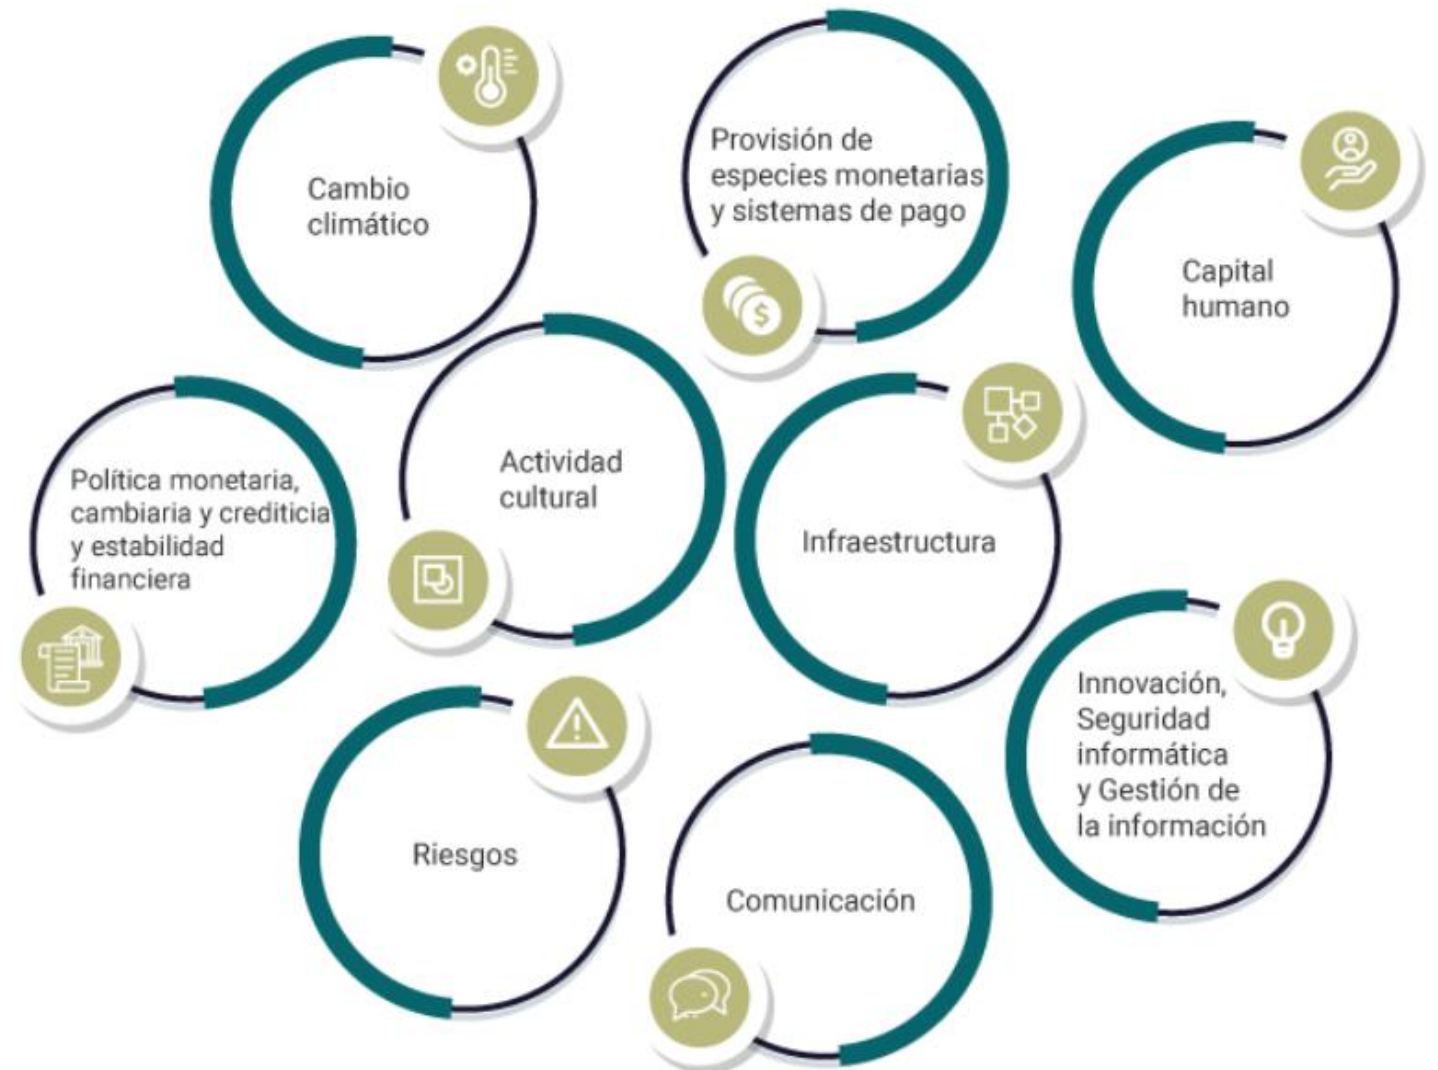 Cambio
climático
Provisión de
especies monetarias
y sistemas de pago
Capital
humano
Política monetaria,
cambiaria y crediticia
y estabilidad
financiera
Actividad
cultural
Infraestructura
Innovación,
Seguridad
informática
y Gestión de
la información
Riesgos
Comunicación
$